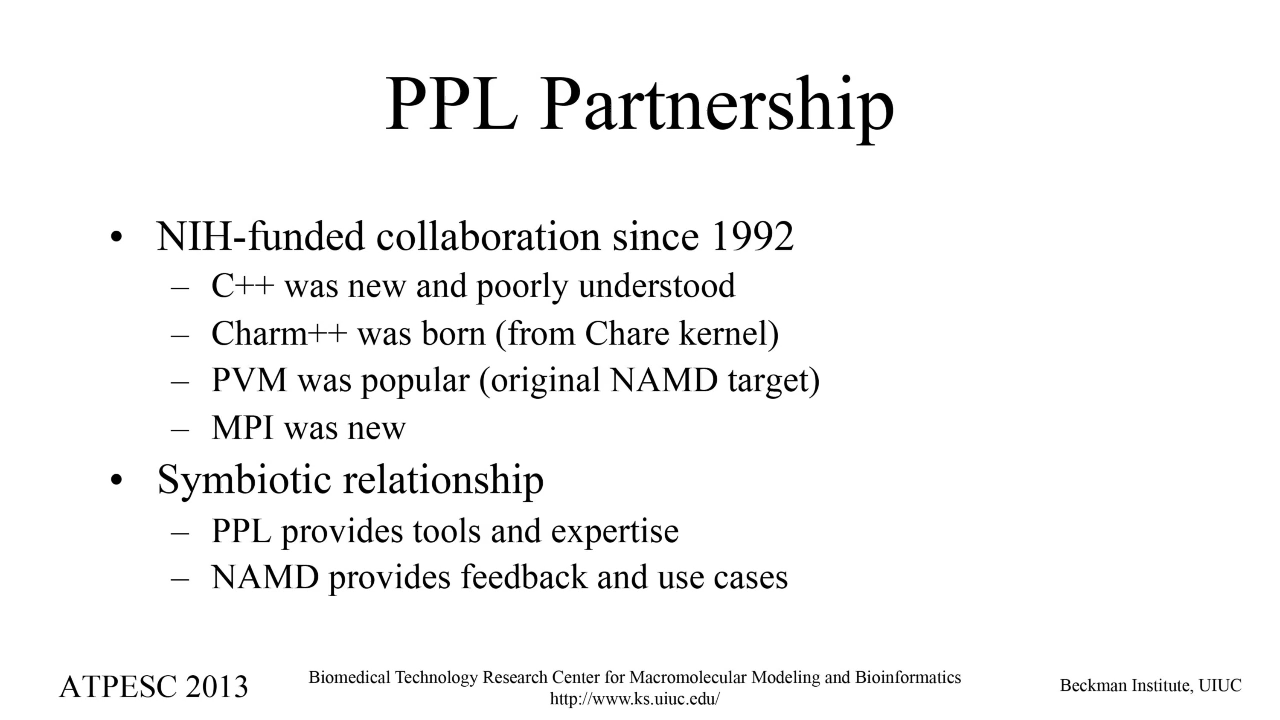 PPL Partnership
• NIH-funded collaboration since 1992
– C++ was new and poorly understood
– Charm++ was born (from Chare kernel)
– PVM was popular (original NAMD target)
– MPI was new
• Symbiotic relationship
– PPL provides tools and expertise
– NAMD provides feedback and use cases
ATPESC 2013
Biomedical Technology Research Center for Macromolecular Modeling and Bioinformatics
http://www.ks.uiuc.edu/
Beckman Institute, UIUC